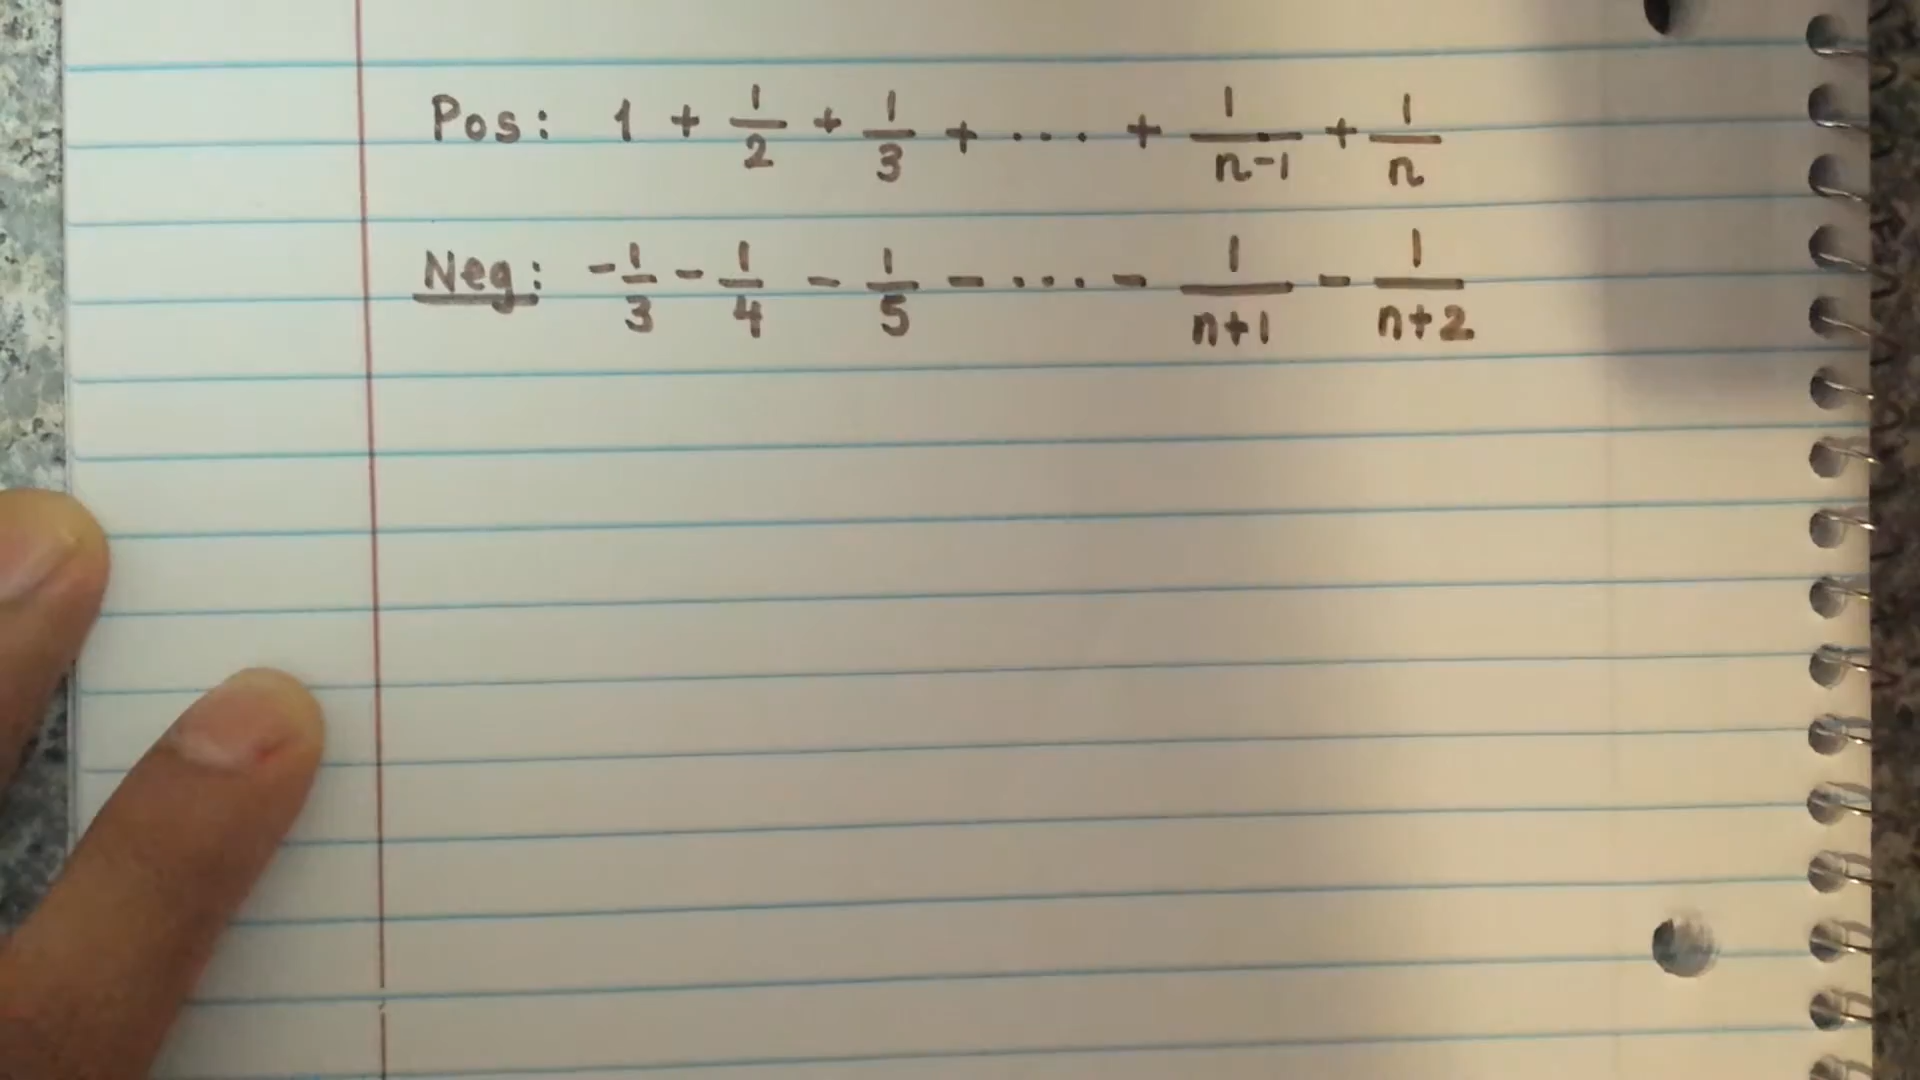 Pos: 1 + 1/2 + 1/3 + ... + 1/(n-1) + 1/n
Neg: -1/3 - 1/4 - 1/5 - ... - 1/(n+1) - 1/(n+2)